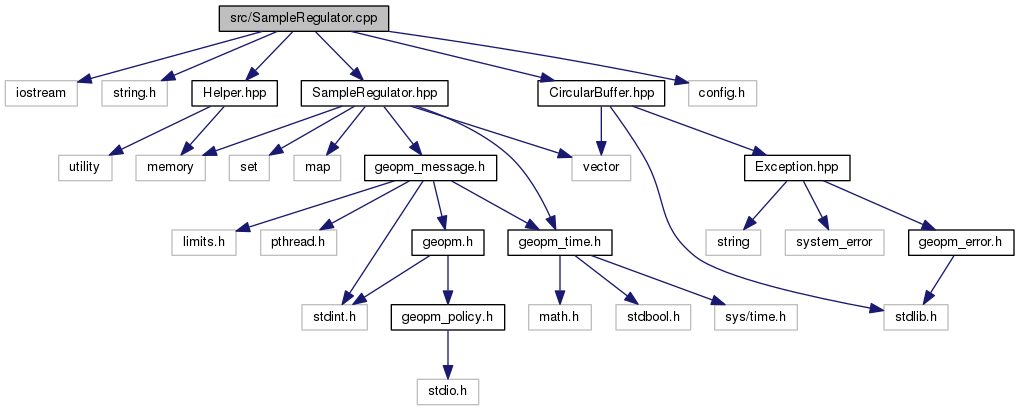 src/SampleRegulator.cpp
iostream string.h Helper.hpp SampleRegulator.hpp CircularBuffer.hpp config.h
utility memory set map geopm_message.h vector Exception.hpp
limits.h pthread.h geopm.h geopm_time.h string system_error geopm_error.h
stdint.h geopm_policy.h math.h stdbool.h sys/time.h stdlib.h
stdio.h